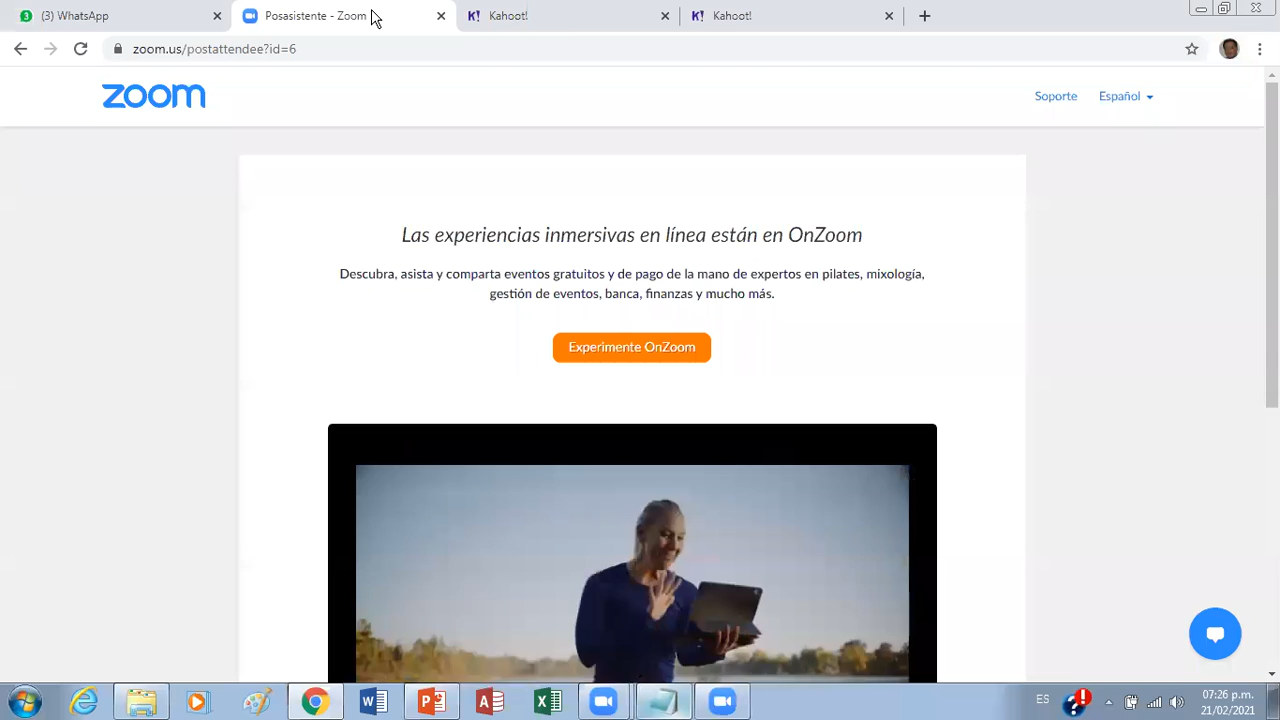 (3) WhatsApp
Posasistente - Zoom
Kahoot!
Kahoot!
zoom.us/postattendee?id=6
zoom
Soporte
Español
Las experiencias inmersivas en línea están en OnZoom
Descubra, asista y comparta eventos gratuitos y de pago de la mano de expertos en pilates, mixología,
gestión de eventos, banca, finanzas y mucho más.
Experimente OnZoom
ES
07:26 p.m.
21/02/2021